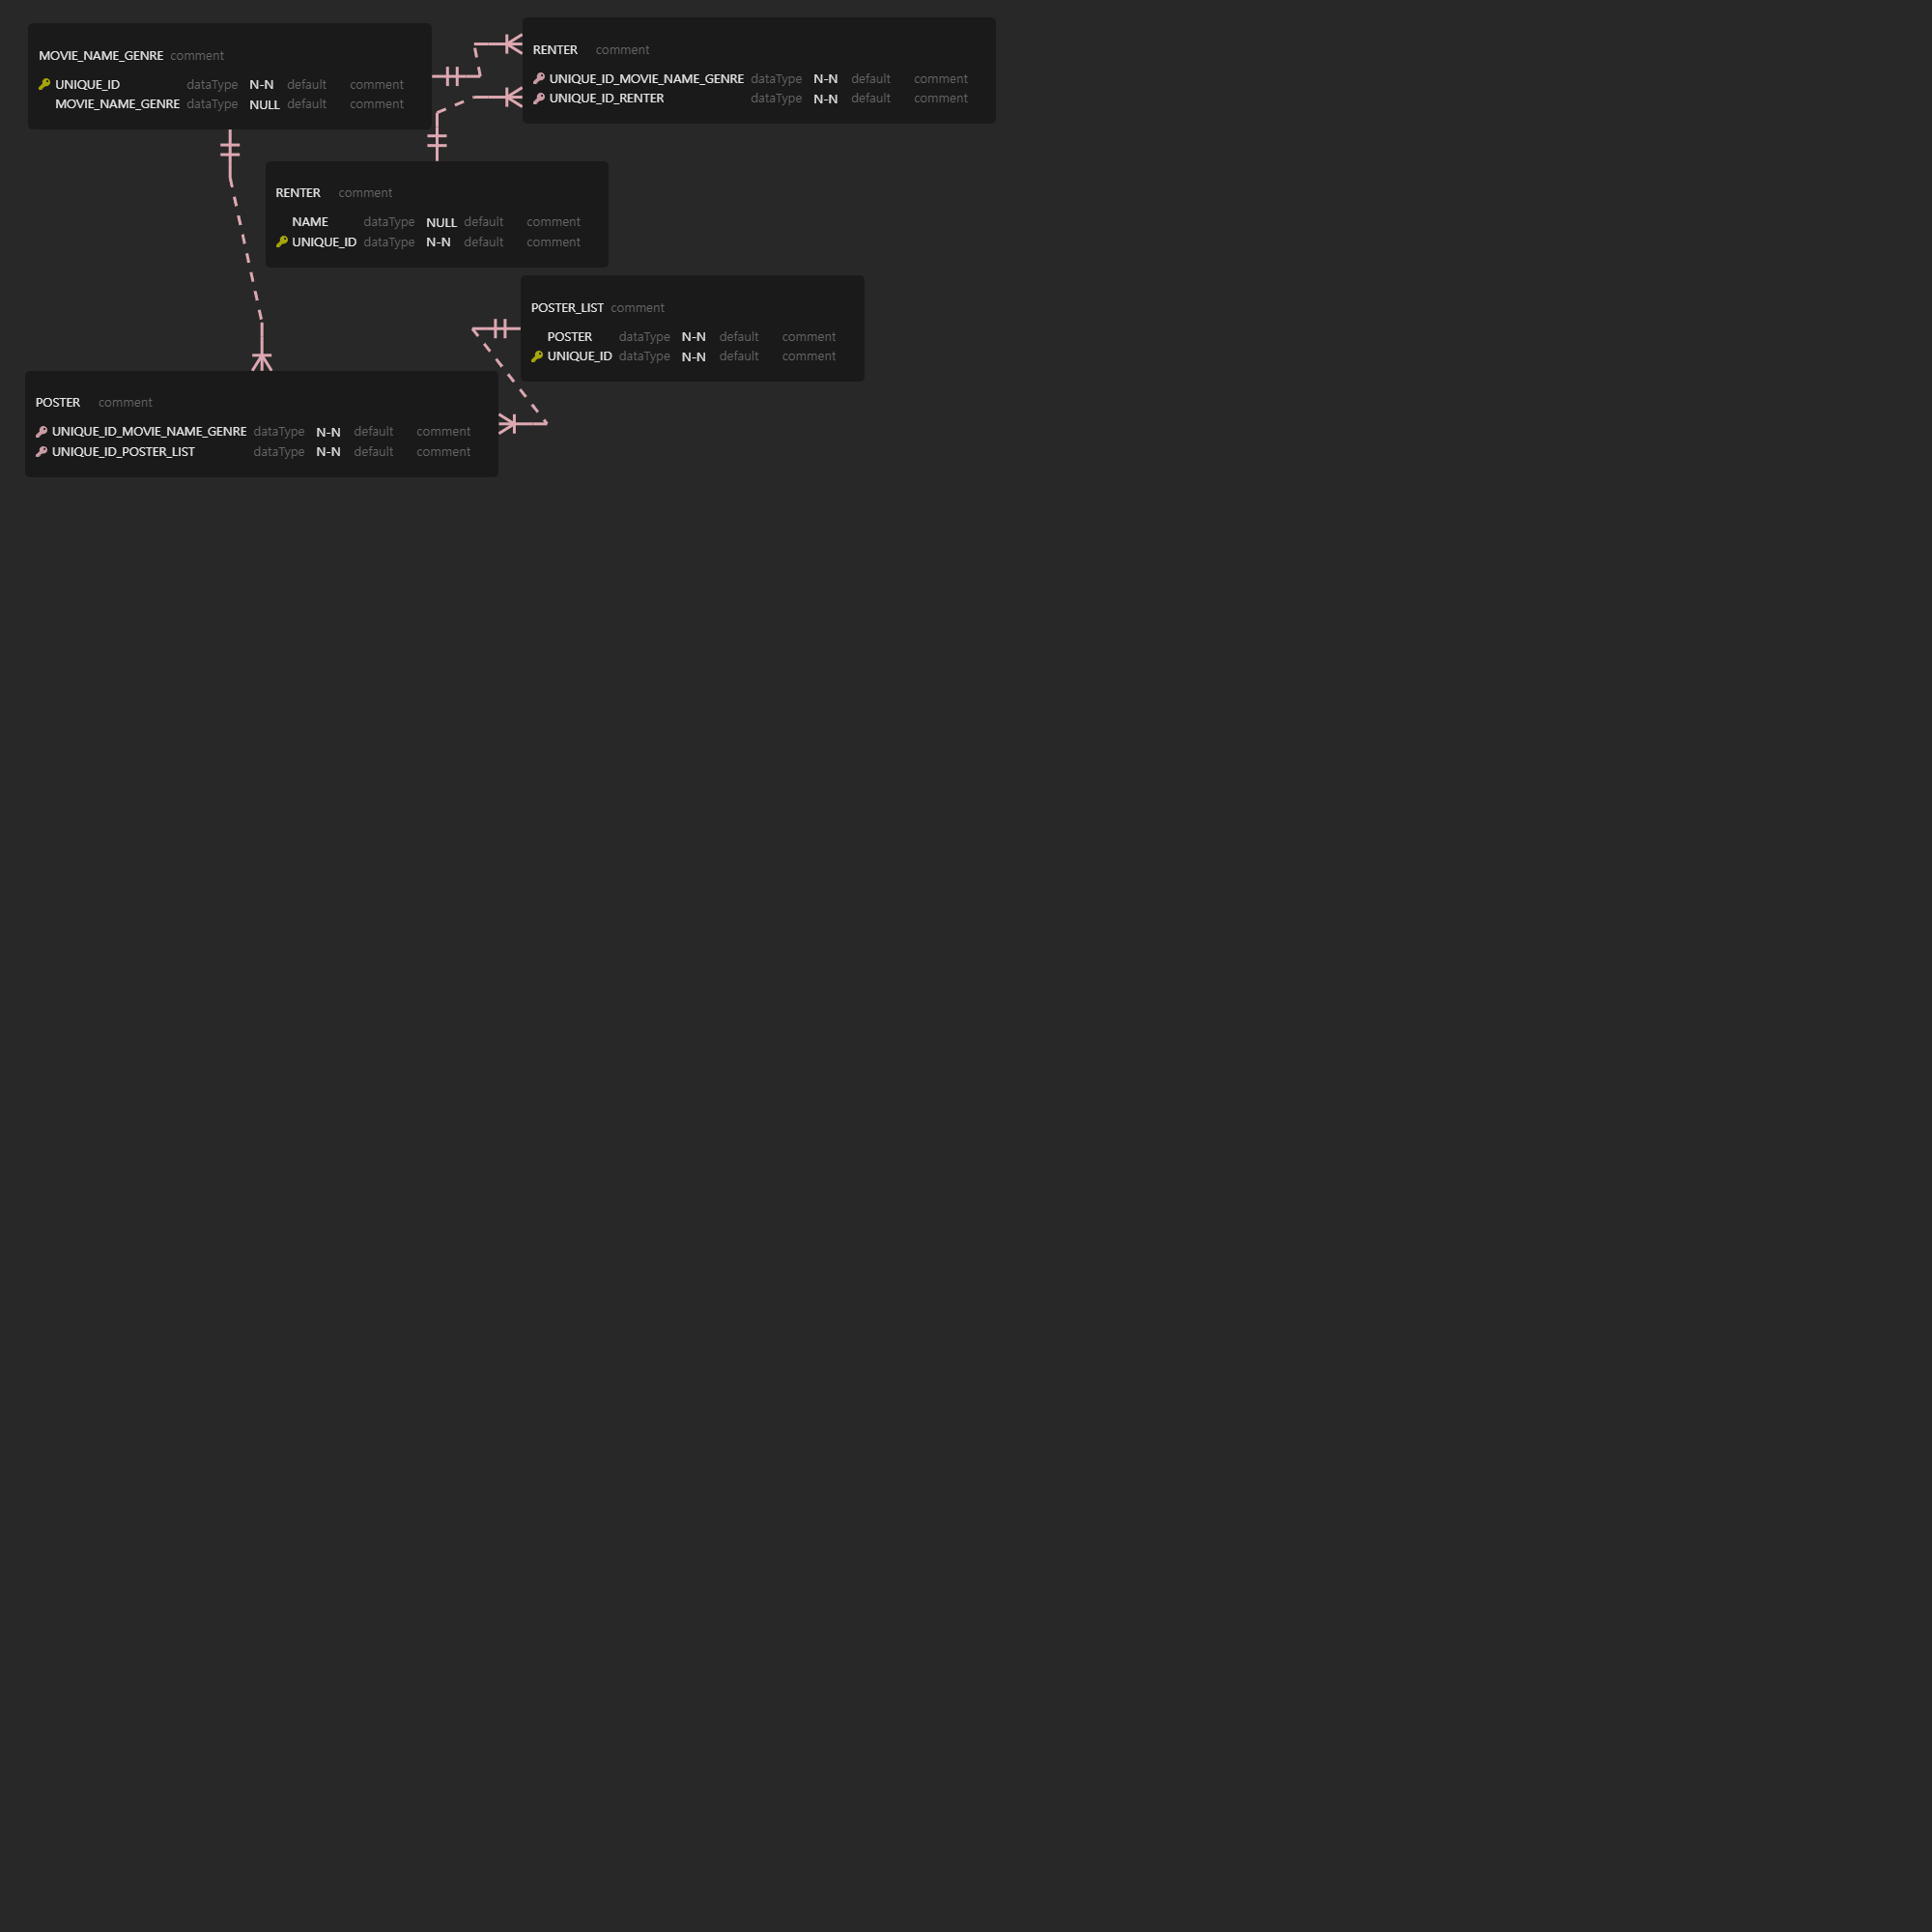 MOVIE_NAME_GENRE comment
UNIQUE_ID dataType N-N default comment
MOVIE_NAME_GENRE dataType NULL default comment
RENTER comment
UNIQUE_ID_MOVIE_NAME_GENRE dataType N-N default comment
UNIQUE_ID_RENTER dataType N-N default comment
RENTER comment
NAME dataType NULL default comment
UNIQUE_ID dataType N-N default comment
POSTER_LIST comment
POSTER dataType N-N default comment
UNIQUE_ID dataType N-N default comment
POSTER comment
UNIQUE_ID_MOVIE_NAME_GENRE dataType N-N default comment
UNIQUE_ID_POSTER_LIST dataType N-N default comment